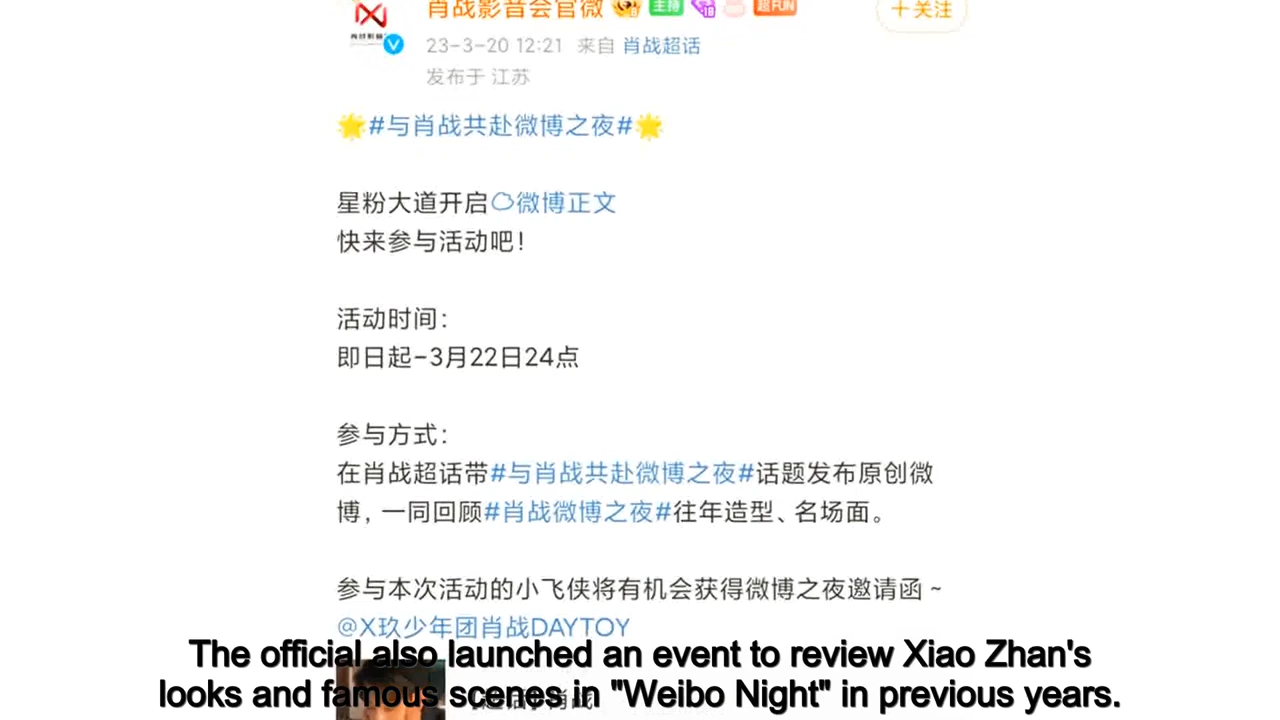 肖战影音会官微 主持 超FUN
+关注
23-3-20 12:21 来自 肖战超话
发布于 江苏
#与肖战共赴微博之夜#
星粉大道开启微博正文
快来参与活动吧!
活动时间:
即日起-3月22日24点
参与方式:
在肖战超话带#与肖战共赴微博之夜#话题发布原创微
博,一同回顾#肖战微博之夜#往年造型、名场面。
参与本次活动的小飞侠将有机会获得微博之夜邀请函~
@X玖少年团肖战DAYTOY
The official also launched an event to review Xiao Zhan's
looks and famous scenes in "Weibo Night" in previous years.